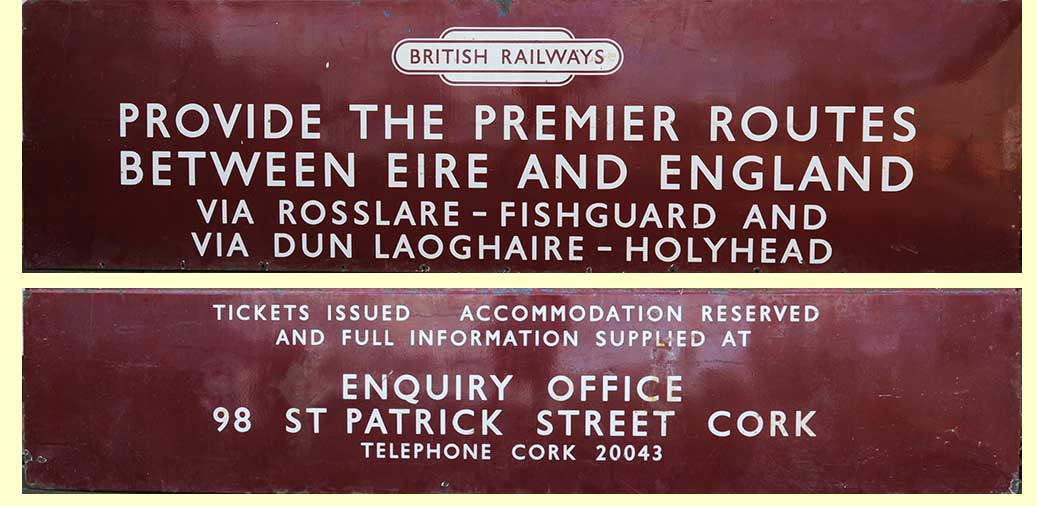 BRITISH RAILWAYS
PROVIDE THE PREMIER ROUTES
BETWEEN EIRE AND ENGLAND
VIA ROSSLARE - FISHGUARD AND
VIA DUN LAOGHAIRE - HOLYHEAD
TICKETS ISSUED ACCOMMODATION RESERVED
AND FULL INFORMATION SUPPLIED AT
ENQUIRY OFFICE
98 ST PATRICK STREET CORK
TELEPHONE CORK 20043